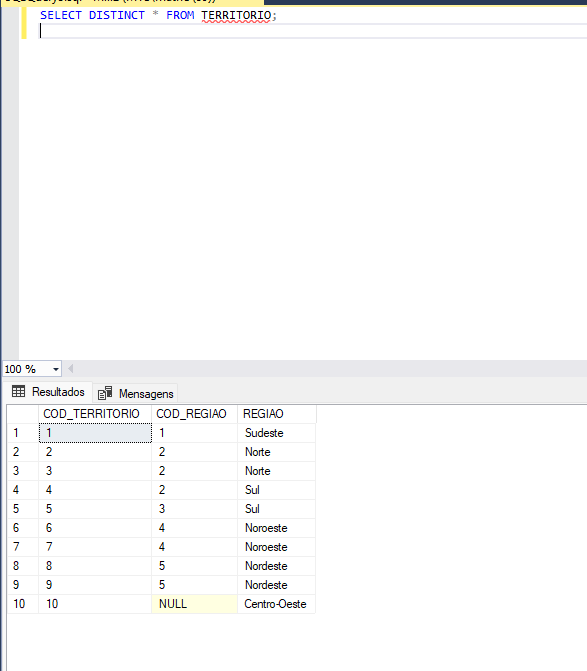 SELECT DISTINCT * FROM TERRITORIO;
100 %
Resultados Mensagens
COD_TERRITORIO COD_REGIAO REGIAO
1 1 1 Sudeste
2 2 2 Norte
3 3 2 Norte
4 4 2 Sul
5 5 3 Sul
6 6 4 Noroeste
7 7 4 Noroeste
8 8 5 Nordeste
9 9 5 Nordeste
10 10 NULL Centro-Oeste